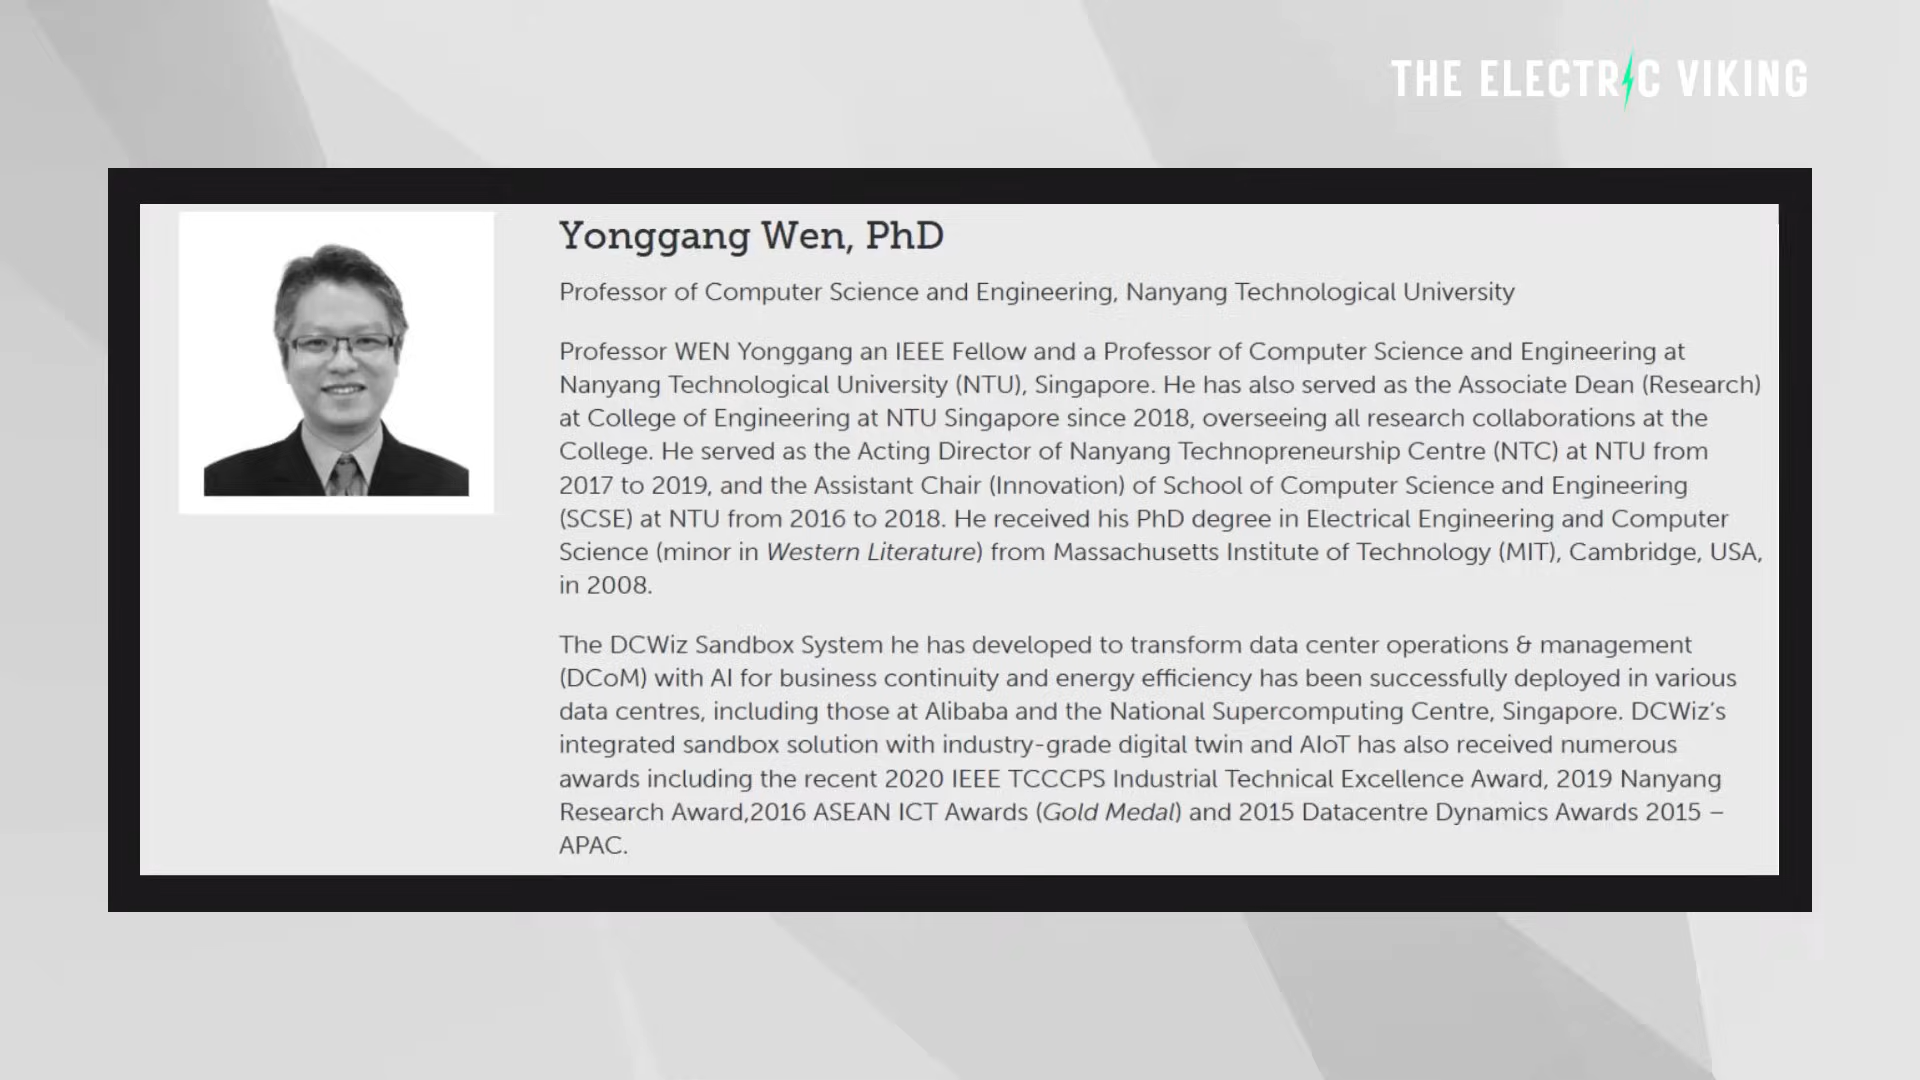 THE ELECTRIC VIKING
Yonggang Wen, PhD
Professor of Computer Science and Engineering, Nanyang Technological University
Professor WEN Yonggang an IEEE Fellow and a Professor of Computer Science and Engineering at
Nanyang Technological University (NTU), Singapore. He has also served as the Associate Dean (Research)
at College of Engineering at NTU Singapore since 2018, overseeing all research collaborations at the
College. He served as the Acting Director of Nanyang Technopreneurship Centre (NTC) at NTU from
2017 to 2019, and the Assistant Chair (Innovation) of School of Computer Science and Engineering
(SCSE) at NTU from 2016 to 2018. He received his PhD degree in Electrical Engineering and Computer
Science (minor in Western Literature) from Massachusetts Institute of Technology (MIT), Cambridge, USA,
in 2008.
The DCWiz Sandbox System he has developed to transform data center operations & management
(DCoM) with AI for business continuity and energy efficiency has been successfully deployed in various
data centres, including those at Alibaba and the National Supercomputing Centre, Singapore. DCWiz's
integrated sandbox solution with industry-grade digital twin and AIoT has also received numerous
awards including the recent 2020 IEEE TCCCPS Industrial Technical Excellence Award, 2019 Nanyang
Research Award,2016 ASEAN ICT Awards (Gold Medal) and 2015 Datacentre Dynamics Awards 2015 –
APAC.